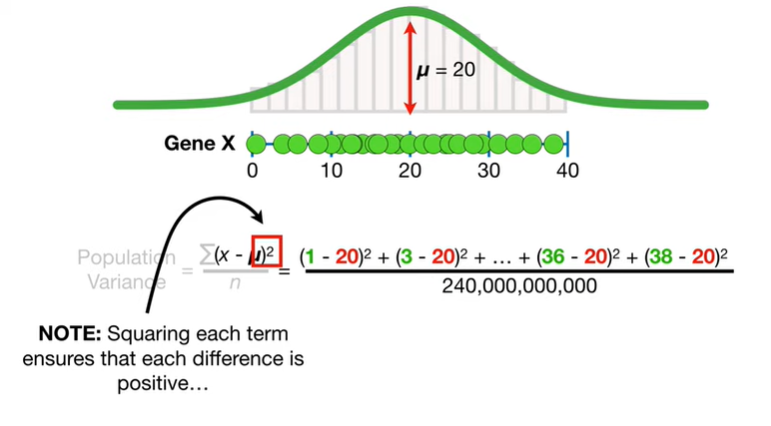 μ = 20
Gene X
0 10 20 30 40
Population Variance = ∑(x - μ)² / n = (1 - 20)² + (3 - 20)² + … + (36 - 20)² + (38 - 20)² / 240,000,000,000
NOTE: Squaring each term
ensures that each difference is
positive…